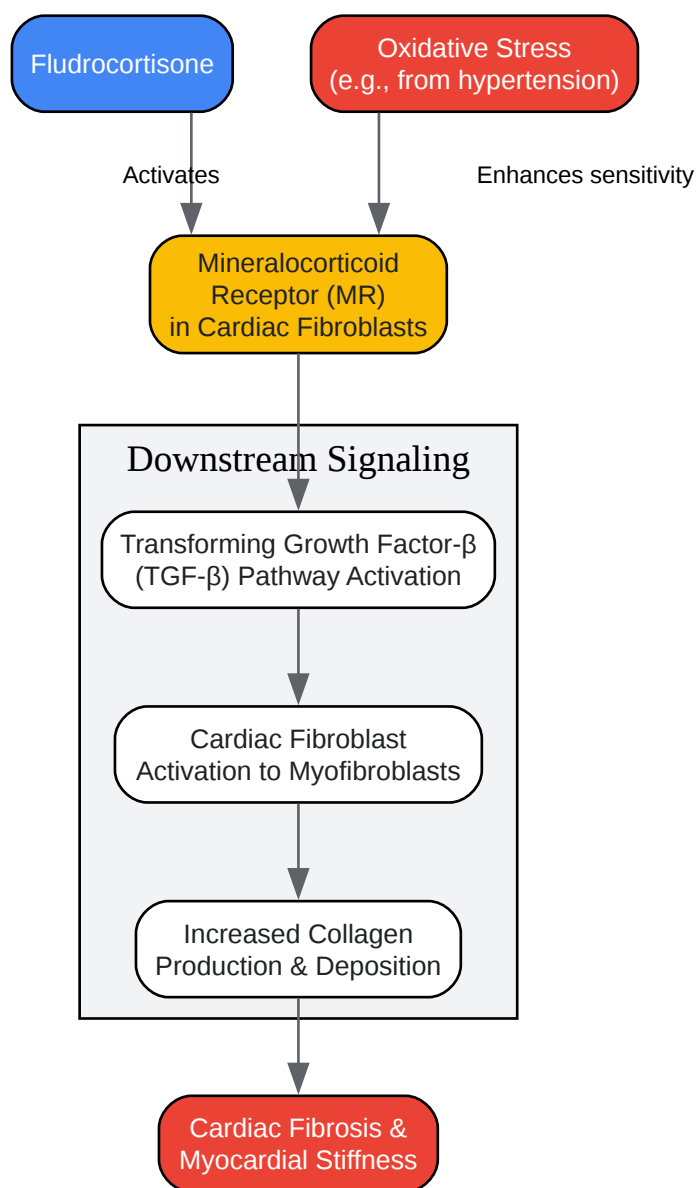 Fludrocortisone
Oxidative Stress
(e.g., from hypertension)
Activates
Enhances sensitivity
Mineralocorticoid
Receptor (MR)
in Cardiac Fibroblasts
Downstream Signaling
Transforming Growth Factor-β
(TGF-β) Pathway Activation
Cardiac Fibroblast
Activation to Myofibroblasts
Increased Collagen
Production & Deposition
Cardiac Fibrosis &
Myocardial Stiffness